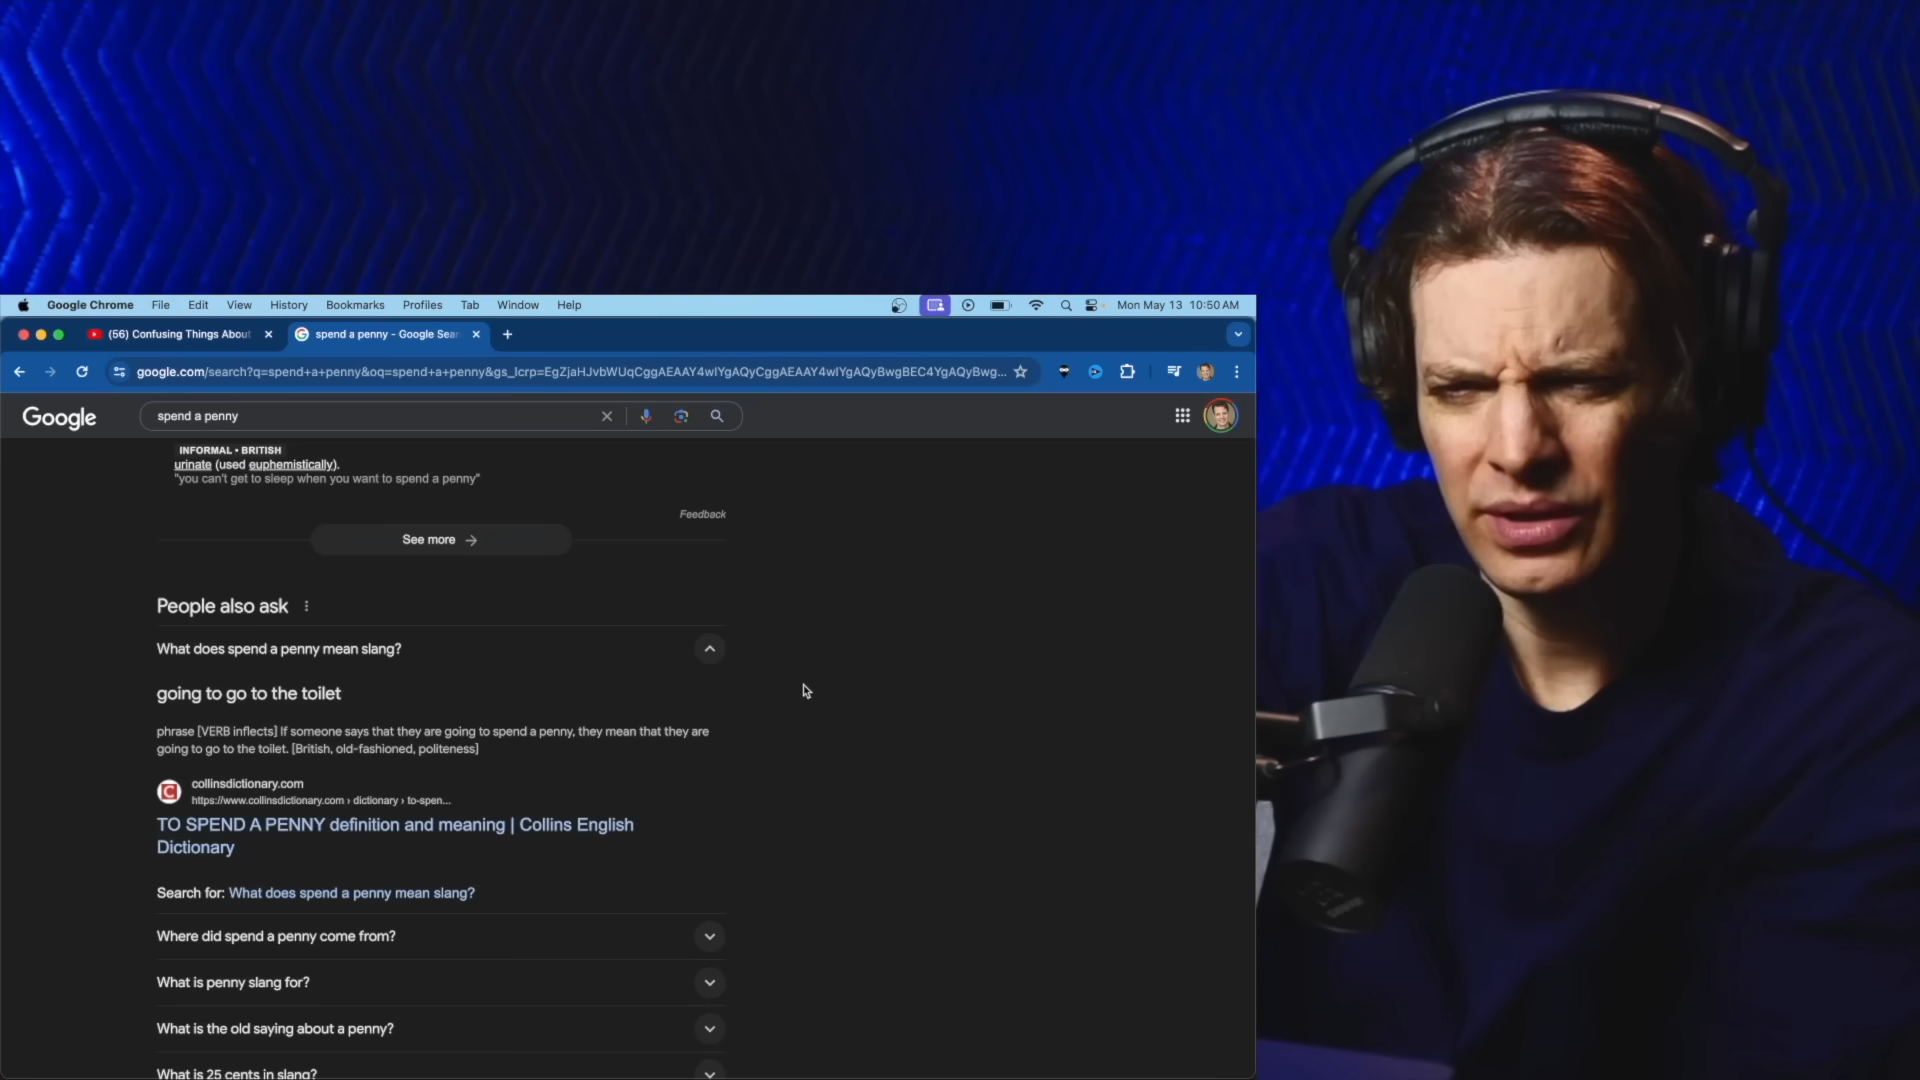 Google Chrome File Edit View History Bookmarks Profiles Tab Window Help Mon May 13 10:50 AM
(56) Confusing Things About spend a penny - Google Sear
google.com/search?q=spend+a+penny&oq=spend+a+penny&gs_lcrp=EgZjaHJvbWUqCggAEAAY4wIYgAQyCggAEAAY4wIYgAQyBwgBEC4YgAQyBwg...
Google spend a penny
INFORMAL • BRITISH
urinate (used euphemistically).
"you can't get to sleep when you want to spend a penny"
Feedback
See more
People also ask
What does spend a penny mean slang?
going to go to the toilet
phrase [VERB inflects] If someone says that they are going to spend a penny, they mean that they are
going to go to the toilet. [British, old-fashioned, politeness]
collinsdictionary.com
https://www.collinsdictionary.com › dictionary › to-spen...
TO SPEND A PENNY definition and meaning | Collins English
Dictionary
Search for: What does spend a penny mean slang?
Where did spend a penny come from?
What is penny slang for?
What is the old saying about a penny?
What is 25 cents in slang?